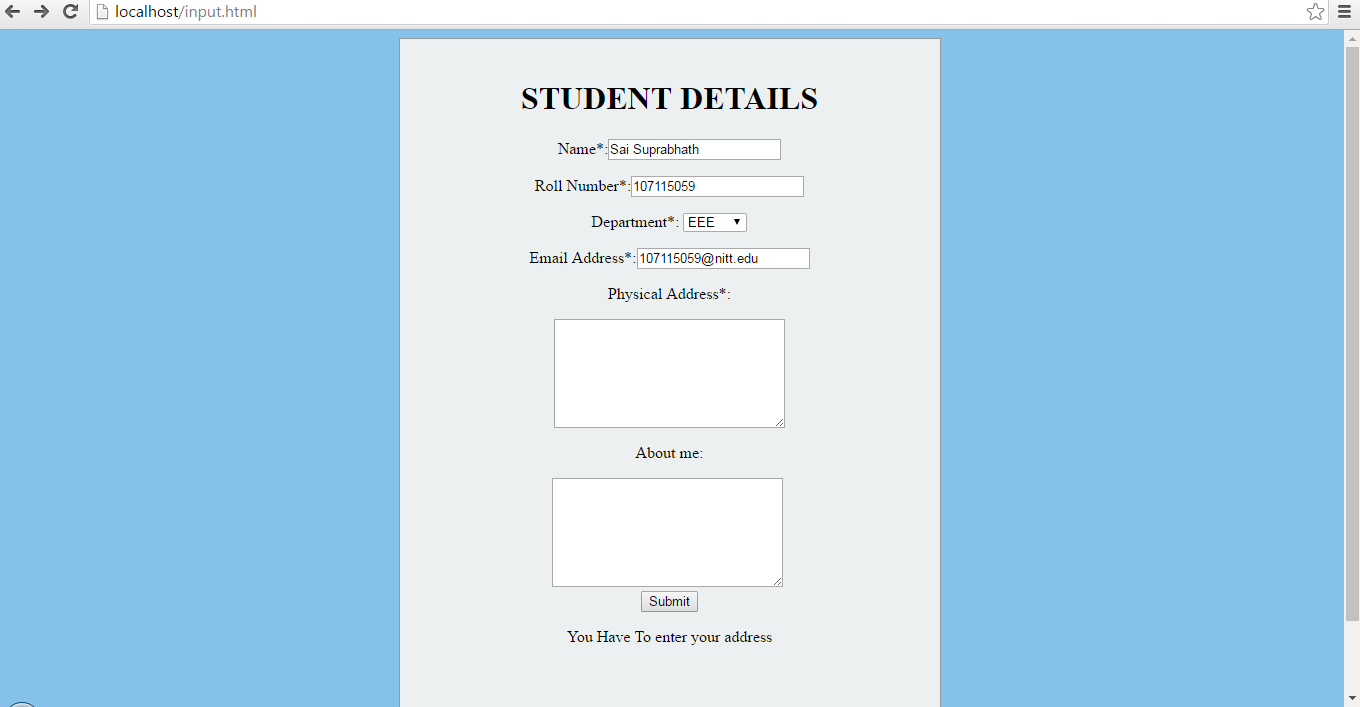 localhost/input.html
STUDENT DETAILS
Name*:Sai Suprabhath
Roll Number*:107115059
Department*: EEE
Email Address*:107115059@nitt.edu
Physical Address*:
About me:
Submit
You Have To enter your address